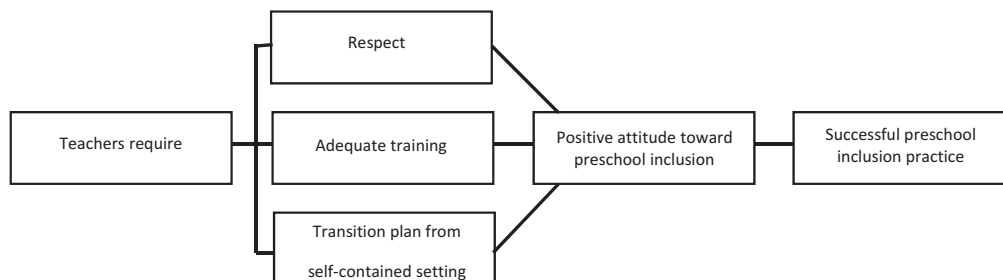 Respect
Teachers require
Adequate training
Positive attitude toward
preschool inclusion
Successful preschool
inclusion practice
Transition plan from
self-contained setting